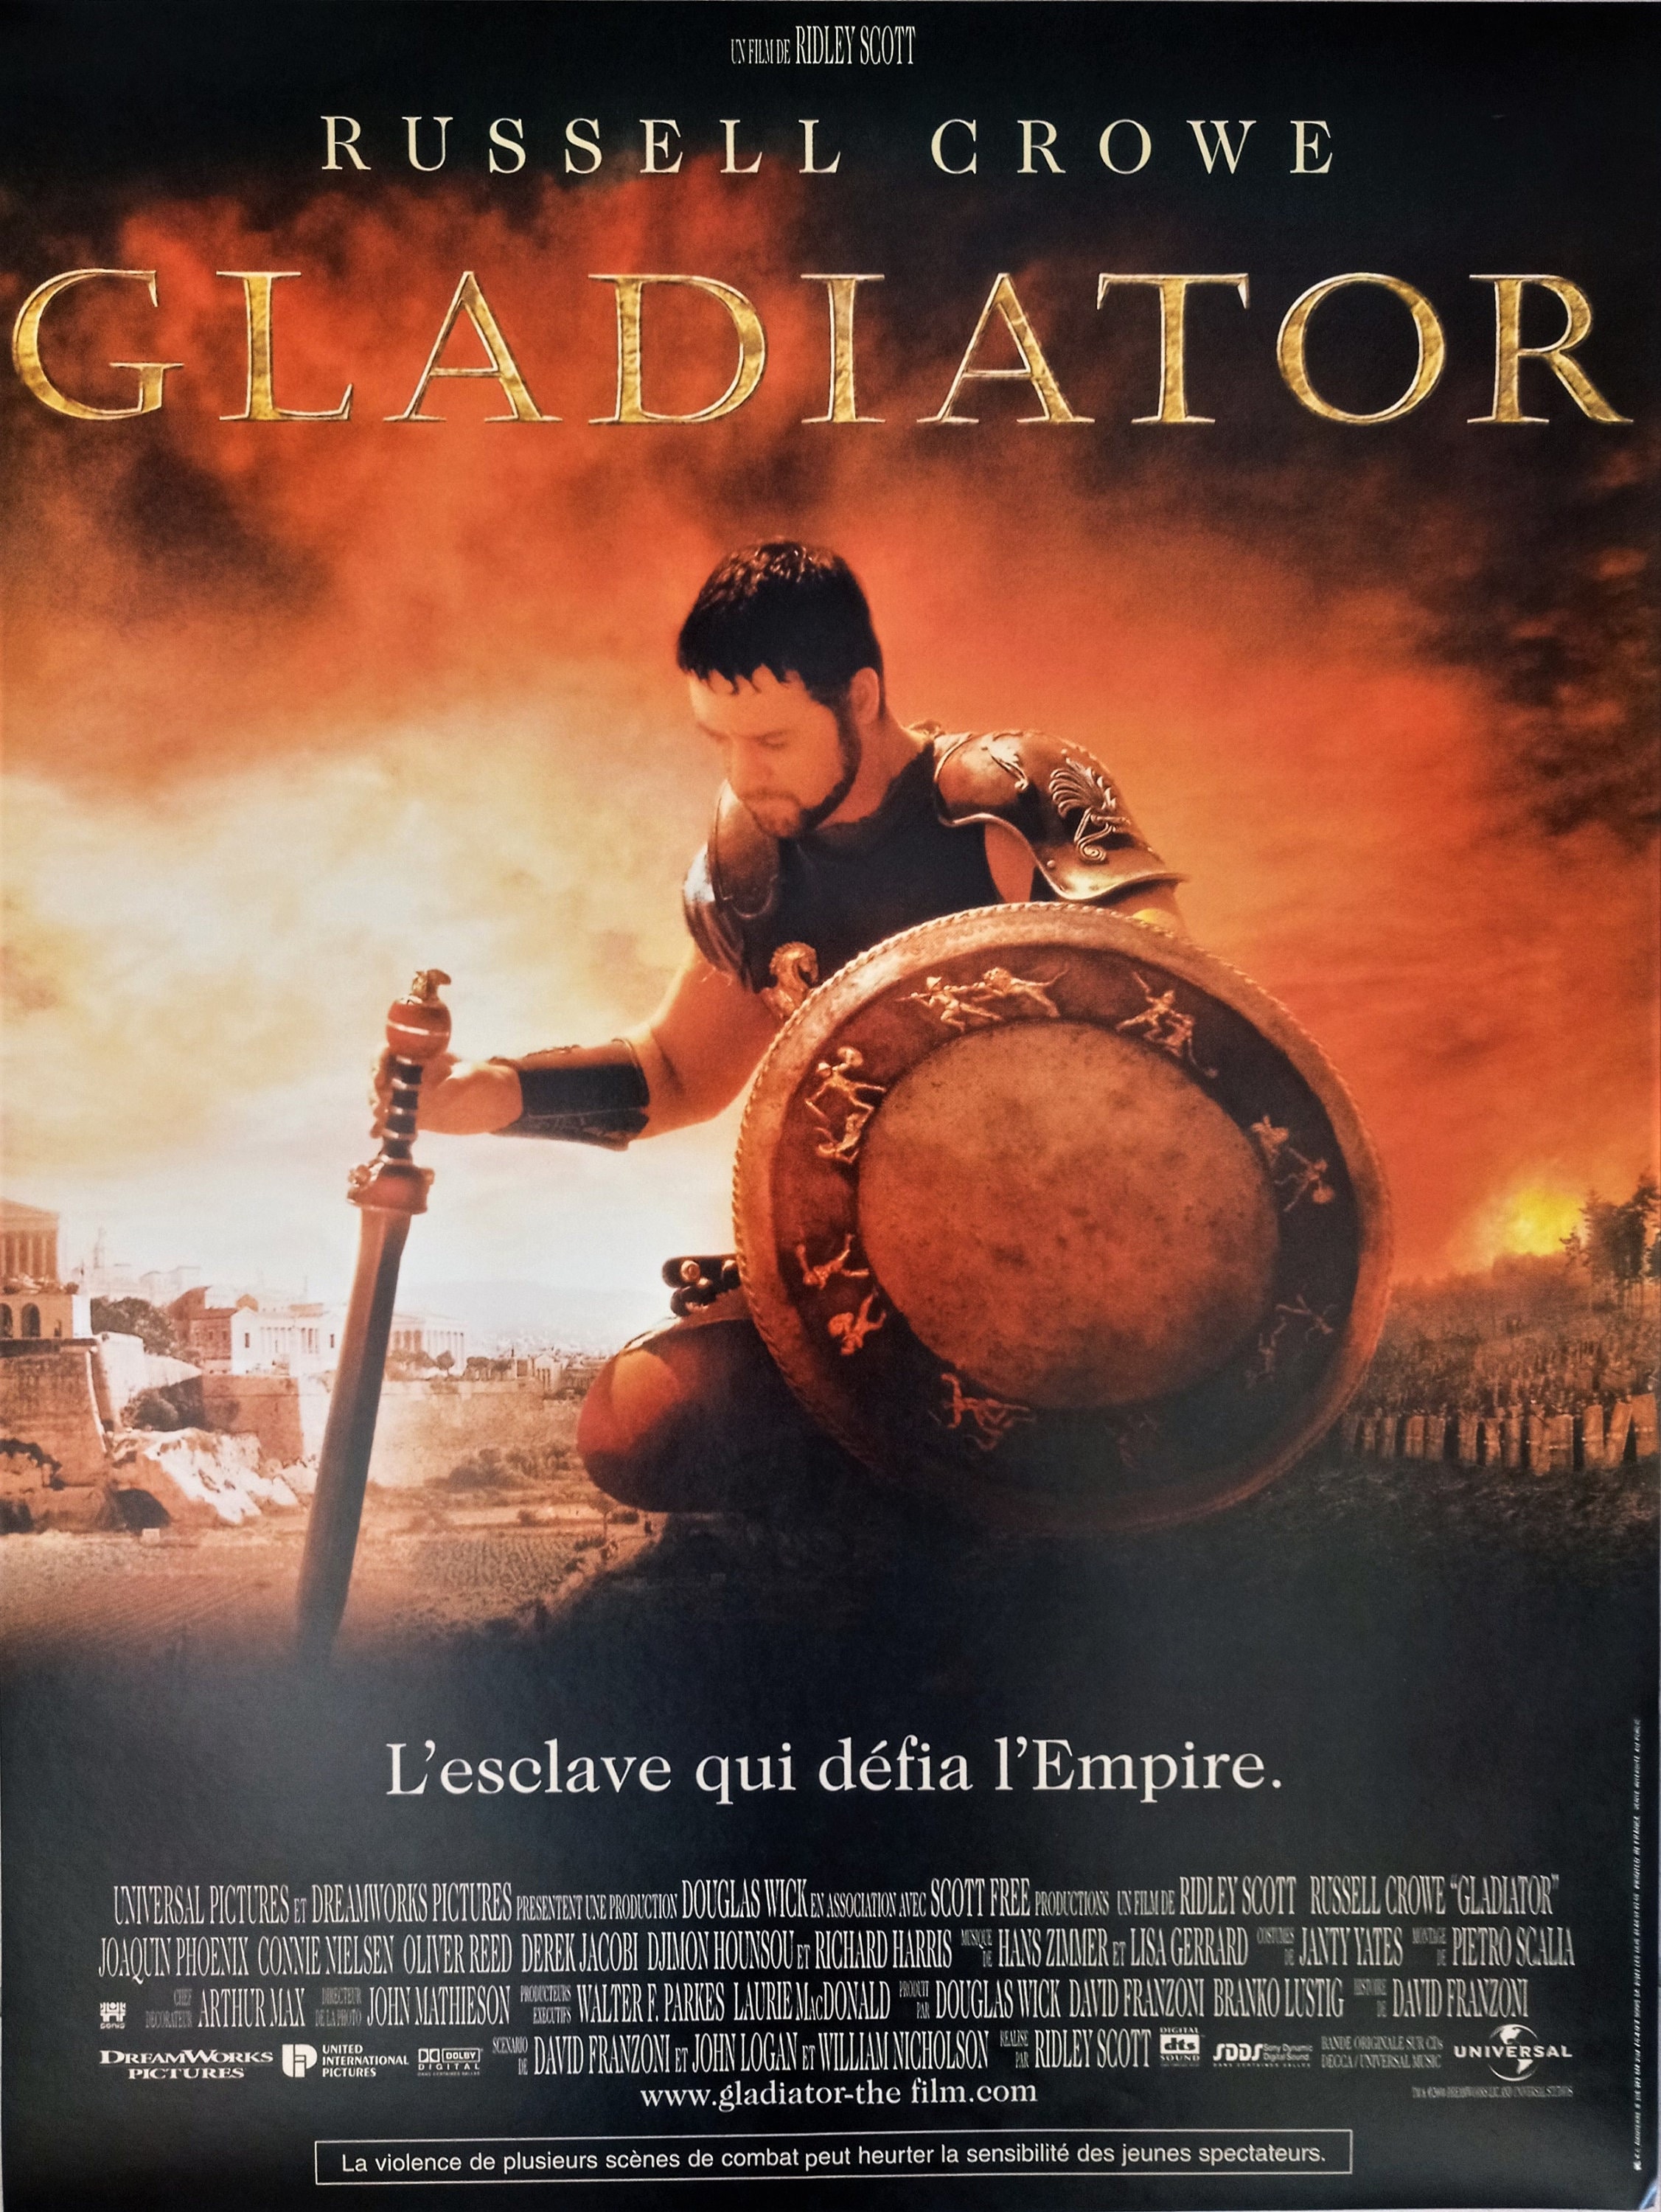 UN FILM DE RIDLEY SCOTT
RUSSELL CROWE
GLADIATOR
L'esclave qui défia l'Empire.
UNIVERSAL PICTURES ET DREAMWORKS PICTURES PRESENTENT UNE PRODUCTION DOUGLAS WICK EN ASSOCIATION AVEC SCOTT FREE PRODUCTIONS UN FILM DE RIDLEY SCOTT RUSSELL CROWE "GLADIATOR"
JOAQUIN PHOENIX CONNIE NIELSEN OLIVER REED DEREK JACOBI DJIMON HOUNSOU ET RICHARD HARRIS MUSIQUE DE HANS ZIMMER ET LISA GERRARD COSTUMES DE JANTY YATES MONTAGE DE PIETRO SCALIA
CHEF DECORATEUR ARTHUR MAX DIRECTEUR DE LA PHOTO JOHN MATHIESON PRODUCTEURS EXECUTIFS WALTER F. PARKES LAURIE MACDONALD PRODUIT PAR DOUGLAS WICK DAVID FRANZONI BRANKO LUSTIG HISTOIRE DE DAVID FRANZONI
SCENARIO DE DAVID FRANZONI ET JOHN LOGAN ET WILLIAM NICHOLSON REALISE PAR RIDLEY SCOTT
DREAMWORKS PICTURES
UNITED INTERNATIONAL PICTURES
DOLBY DIGITAL
DIGITAL dts SOUND
SDDS Sony Dynamic Digital Sound
BANDE ORIGINALE SUR CDs DECCA/UNIVERSAL MUSIC
UNIVERSAL
www.gladiator-the film.com
La violence de plusieurs scènes de combat peut heurter la sensibilité des jeunes spectateurs.